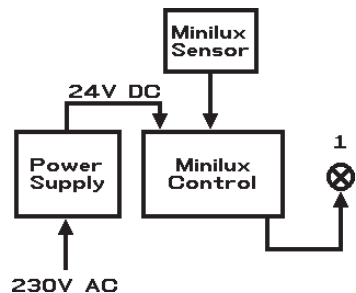 Minilux
Sensor
24V DC
Power
Supply
Minilux
Control
1
230V AC